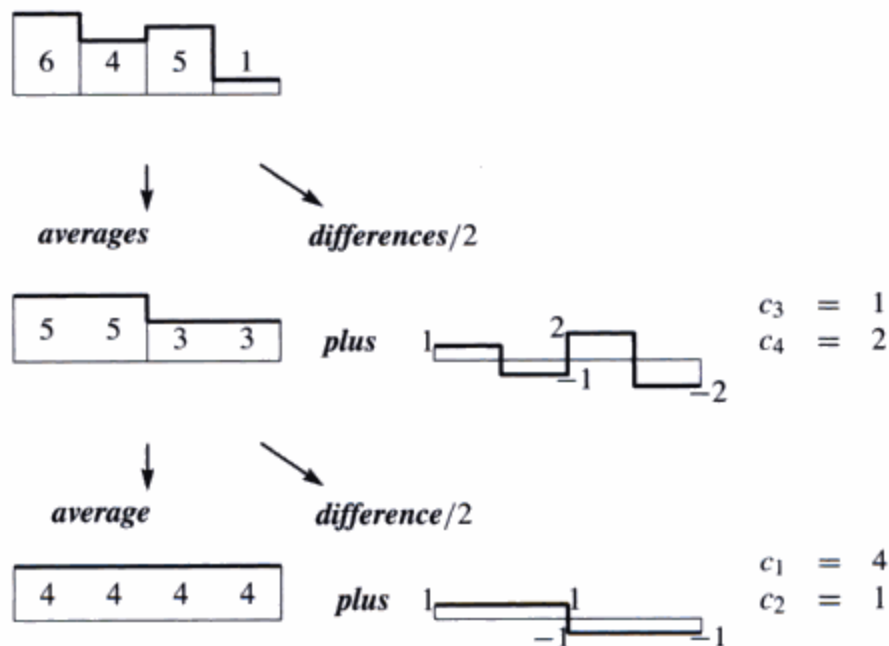 6 4 5 1
averages differences/2
5 5 3 3 plus 1 -1 2 -2 c3 = 1
c4 = 2
average difference/2
4 4 4 4 plus 1 1 -1 -1 c1 = 4
c2 = 1